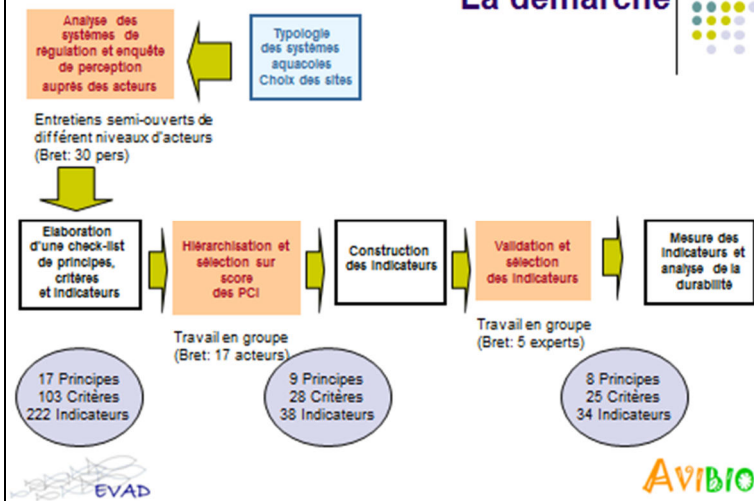 La démarche
Analyse des
systèmes de
régulation et enquête
de perception
auprès des acteurs
Typologie
des systèmes
aquacoles
Choix des sites
Entretiens semi-ouverts de
différent niveaux d'acteurs
(Bret: 30 pers)
Elaboration
d'une check-list
de principes,
critères
et Indicateurs
Hiérarchisation et
sélection sur
score
des PCI
Construction
des Indicateurs
Validation et
sélection
des Indicateurs
Mesure des
Indicateurs et
analyse de la
durabilité
Travail en groupe
(Bret: 17 acteurs)
Travail en groupe
(Bret: 5 experts)
17 Principes
103 Critères
222 Indicateurs
9 Principes
28 Critères
38 Indicateurs
8 Principes
25 Critères
34 Indicateurs
EVAD
AVIBIO